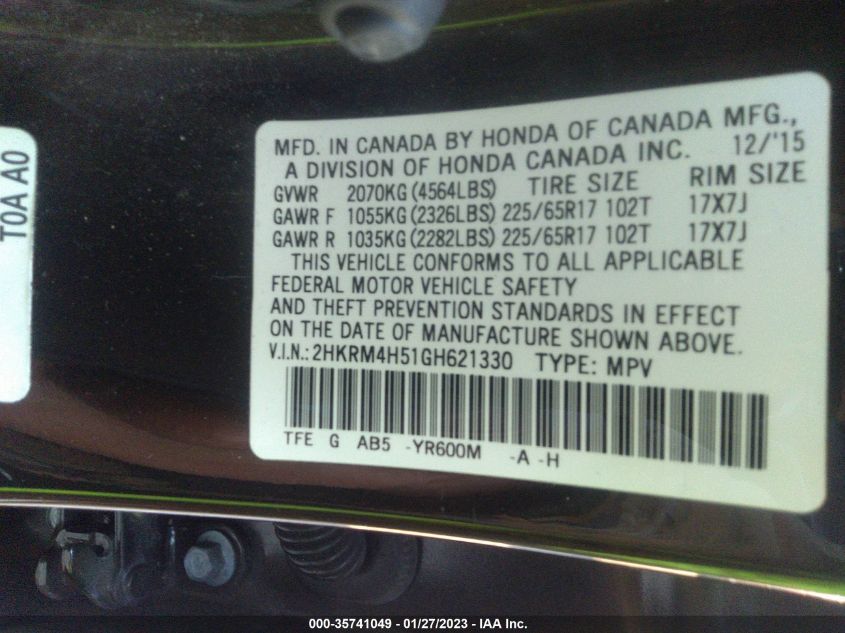 T0A A0
MFD. IN CANADA BY HONDA OF CANADA MFG.,
A DIVISION OF HONDA CANADA INC. 12/'15
GVWR 2070KG (4564LBS) TIRE SIZE RIM SIZE
GAWR F 1055KG (2326LBS) 225/65R17 102T 17X7J
GAWR R 1035KG (2282LBS) 225/65R17 102T 17X7J
THIS VEHICLE CONFORMS TO ALL APPLICABLE
FEDERAL MOTOR VEHICLE SAFETY
AND THEFT PREVENTION STANDARDS IN EFFECT
ON THE DATE OF MANUFACTURE SHOWN ABOVE.
V.I.N.: 2HKRM4H51GH621330 TYPE: MPV
TFE G AB5 -YR600M -A -H
000-35741049 - 01/27/2023 - IAA Inc.